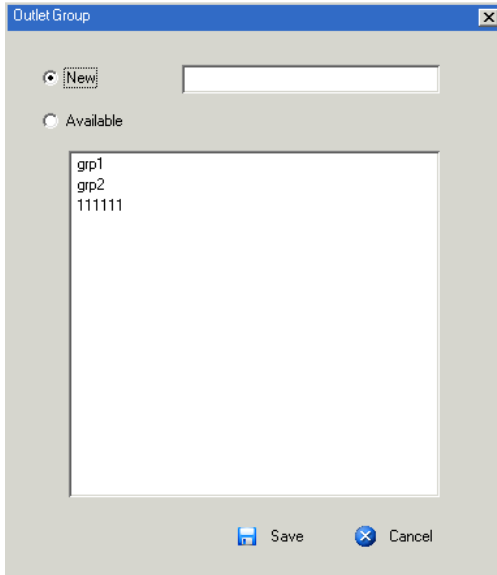 Outlet Group
New
Available
grp1
grp2
111111
Save Cancel